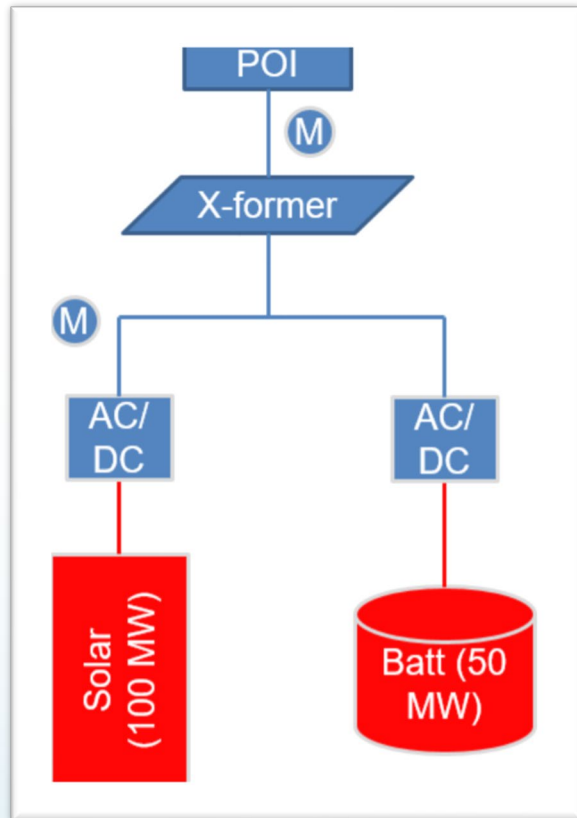 POI
M
X-former
M
AC/
DC
AC/
DC
Solar
(100 MW)
Batt (50
MW)